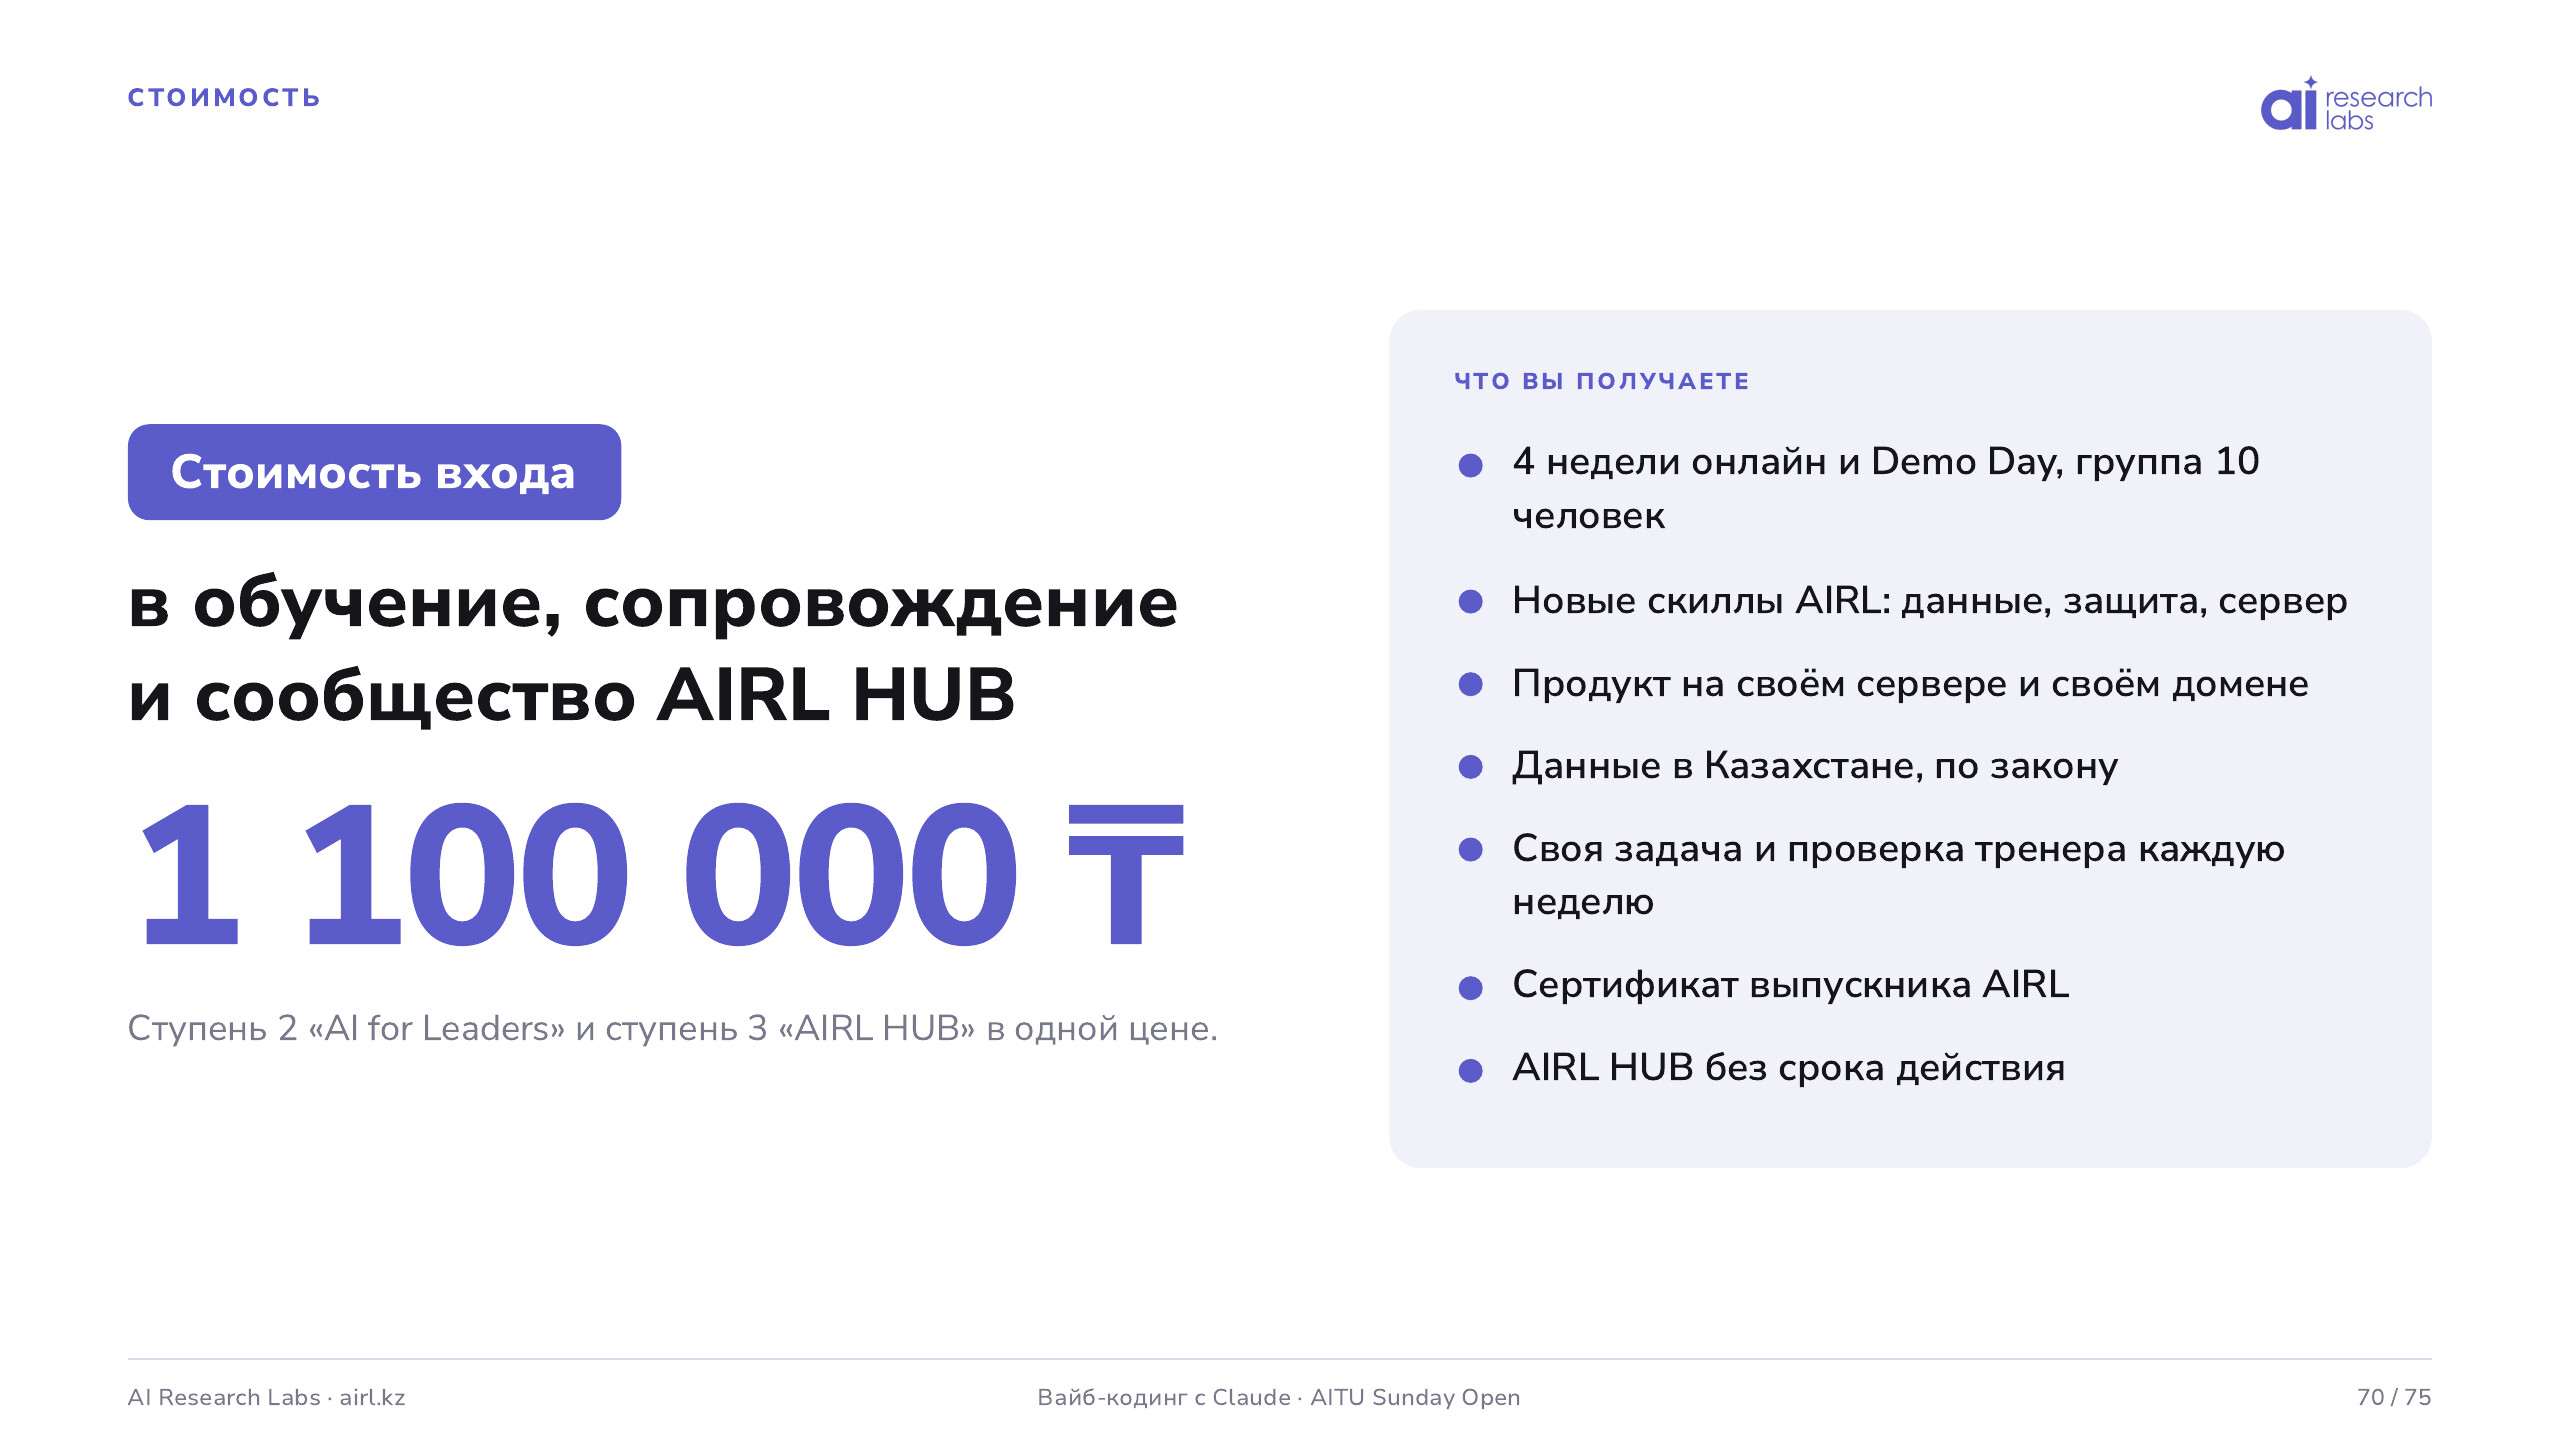 СТОИМОСТЬ
ai research
labs
Стоимость входа
в обучение, сопровождение
и сообщество AIRL HUB
1 100 000 ₸
Ступень 2 «AI for Leaders» и ступень 3 «AIRL HUB» в одной цене.
ЧТО ВЫ ПОЛУЧАЕТЕ
4 недели онлайн и Demo Day, группа 10
человек
Новые скиллы AIRL: данные, защита, сервер
Продукт на своём сервере и своём домене
Данные в Казахстане, по закону
Своя задача и проверка тренера каждую
неделю
Сертификат выпускника AIRL
AIRL HUB без срока действия
AI Research Labs · airl.kz
Вайб-кодинг с Claude · AITU Sunday Open
70 / 75